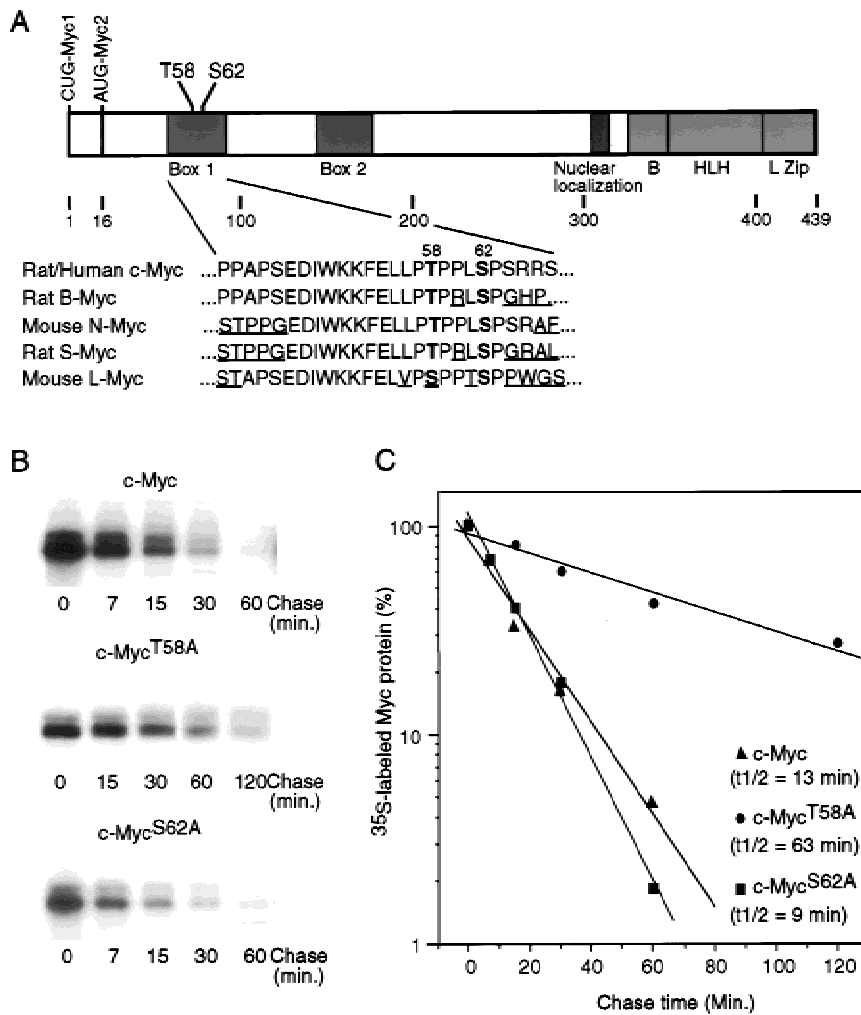 A
CUG-Myc1
AUG-Myc2
T58 S62
Box 1 Box 2 Nuclear localization B HLH L Zip
1 16 100 200 300 400 439
58 62
Rat/Human c-Myc ...PPAPSEDIWKKFELLPTPPLSPSRRS...
Rat B-Myc ...PPAPSEDIWKKFELLPTPRLSPGHP...
Mouse N-Myc ...STPPGEDIWKKFELLPTPRLSPSRAF...
Rat S-Myc ...STPPGEDIWKKFELLPTPRLSPGRAL...
Mouse L-Myc ...STAPSEDIWKKFELVPSPPTSPPWGS...
B
c-Myc
0 7 15 30 60 Chase (min.)
c-MycT58A
0 15 30 60 120 Chase (min.)
c-MycS62A
0 7 15 30 60 Chase (min.)
C
35S-labeled Myc protein (%)
100
10
1
c-Myc
(t1/2 = 13 min)
c-MycT58A
(t1/2 = 63 min)
c-MycS62A
(t1/2 = 9 min)
0 20 40 60 80 100 120
Chase time (Min.)